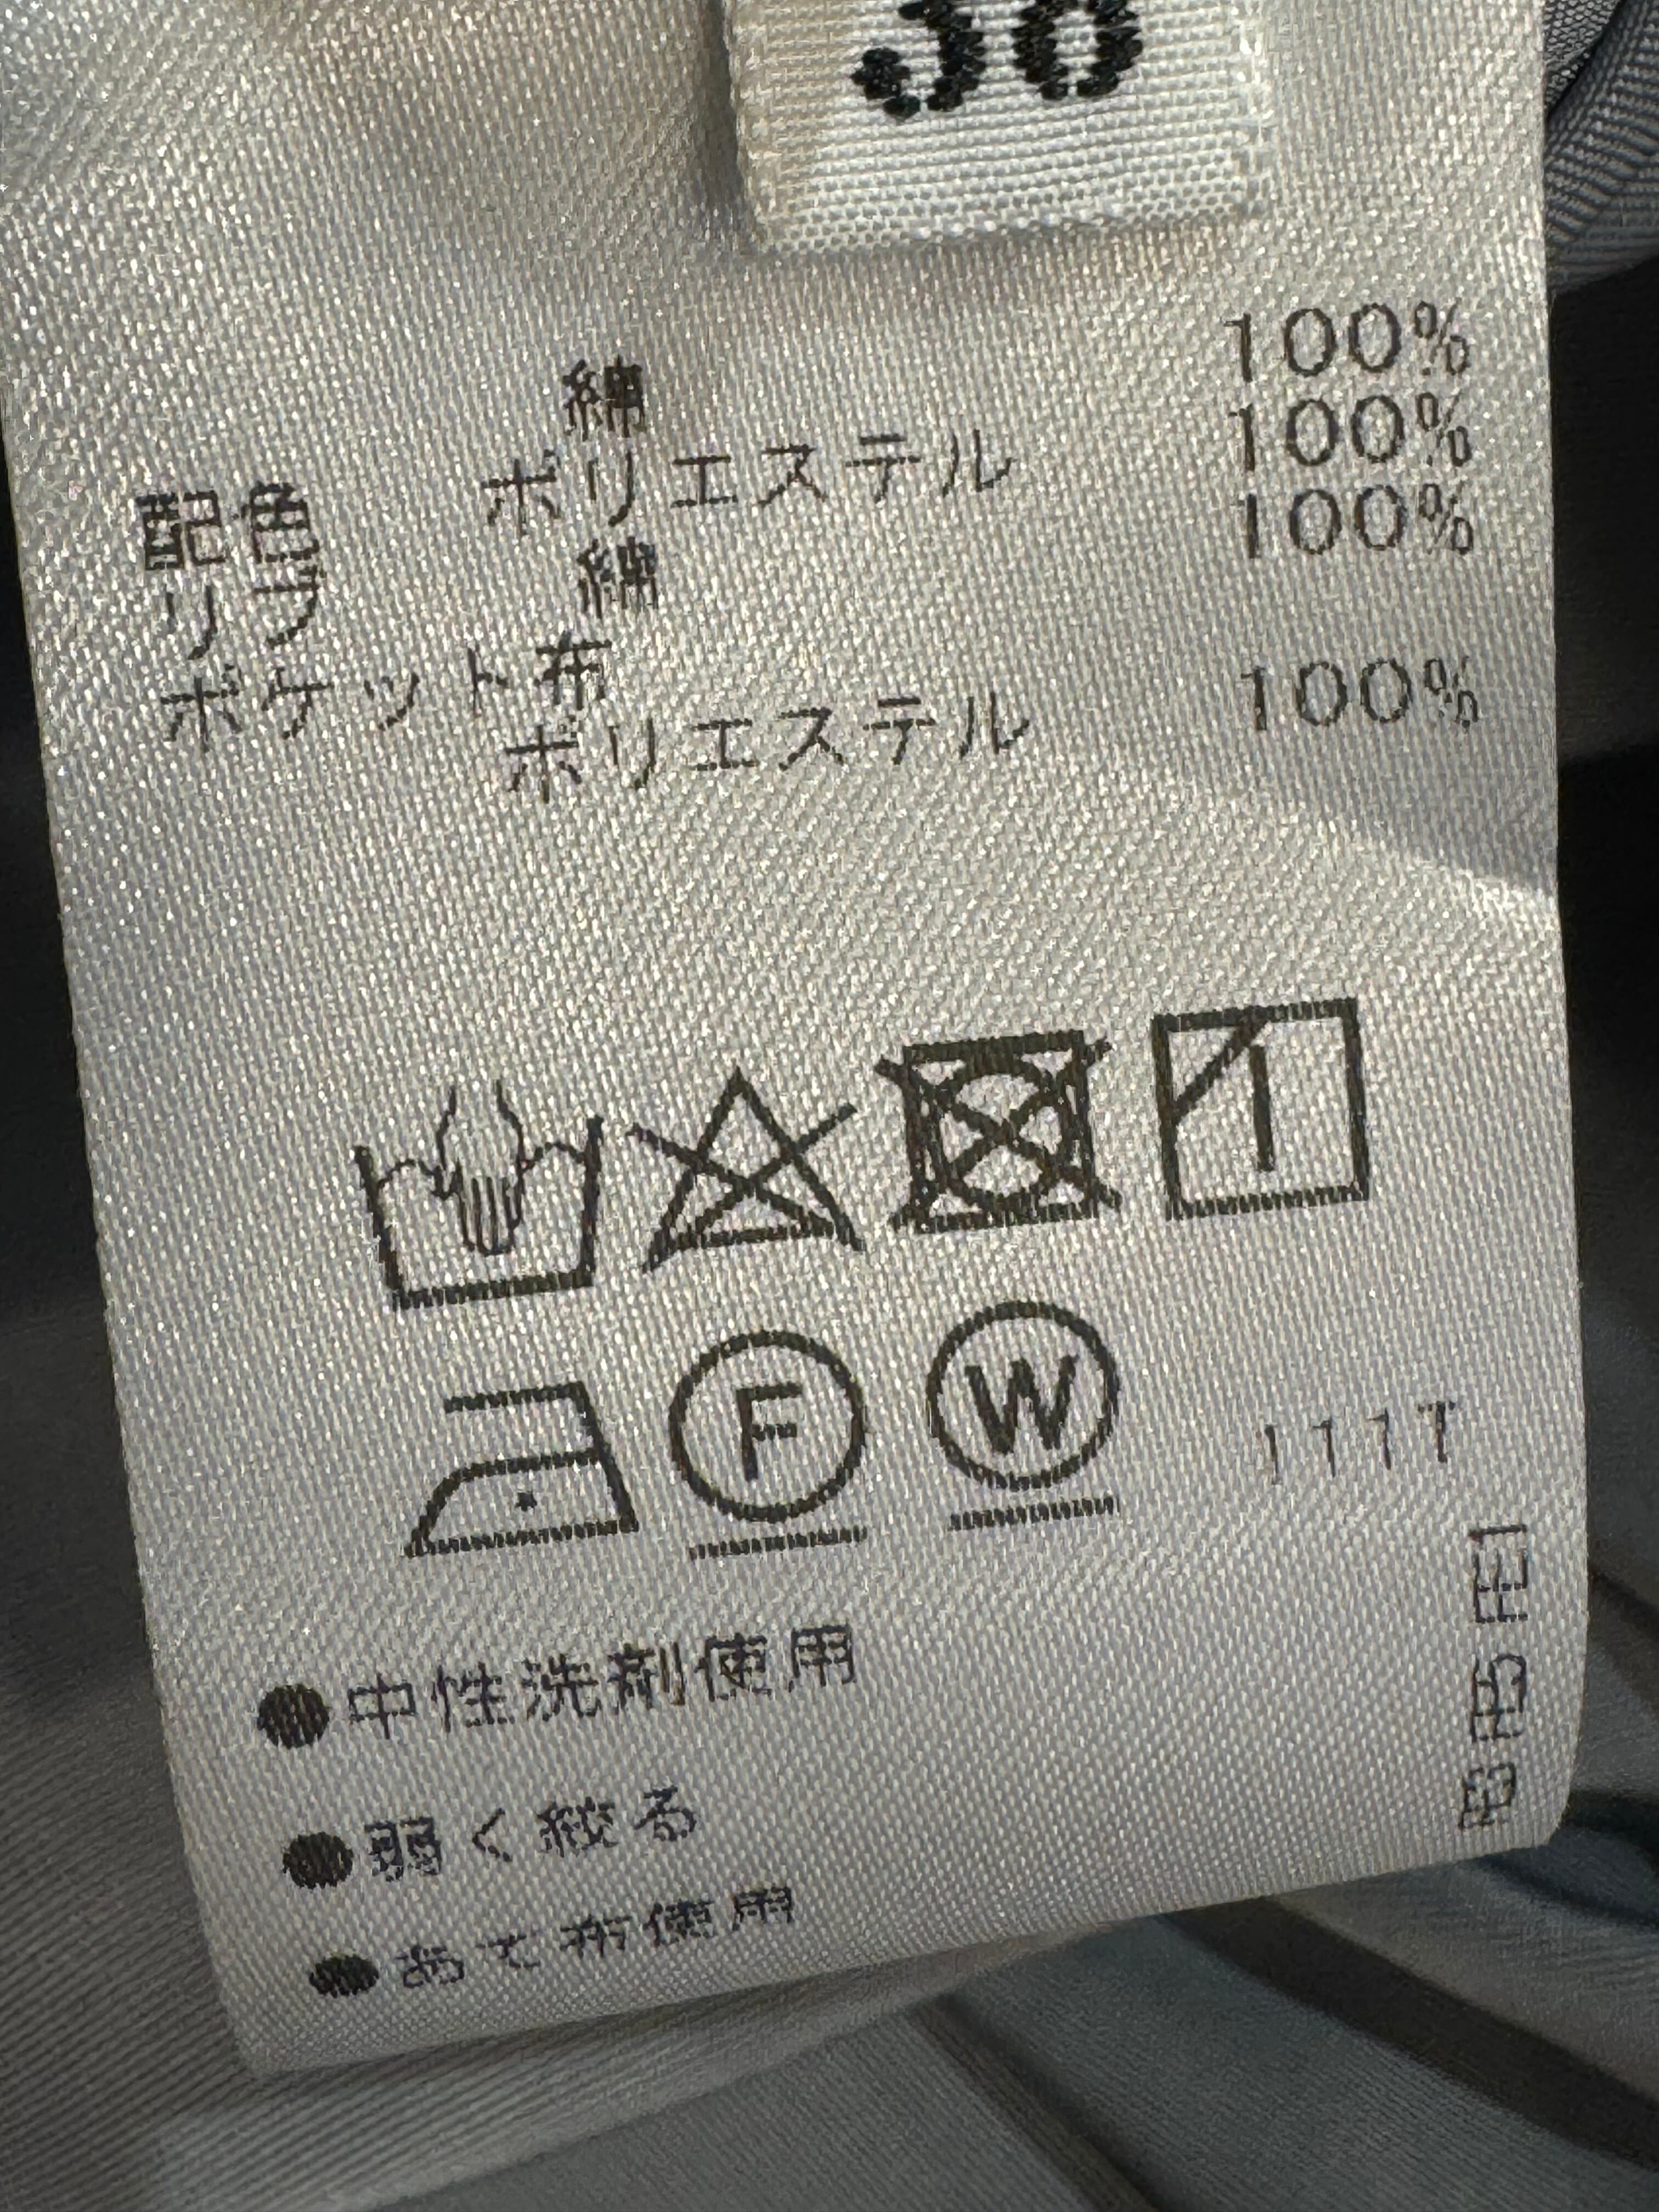 綿 100%
配色 ポリエステル 100%
リブ 綿 100%
ポケット布
ポリエステル 100%
F W
●中性洗剤使用
●弱く絞る
●あて布使用